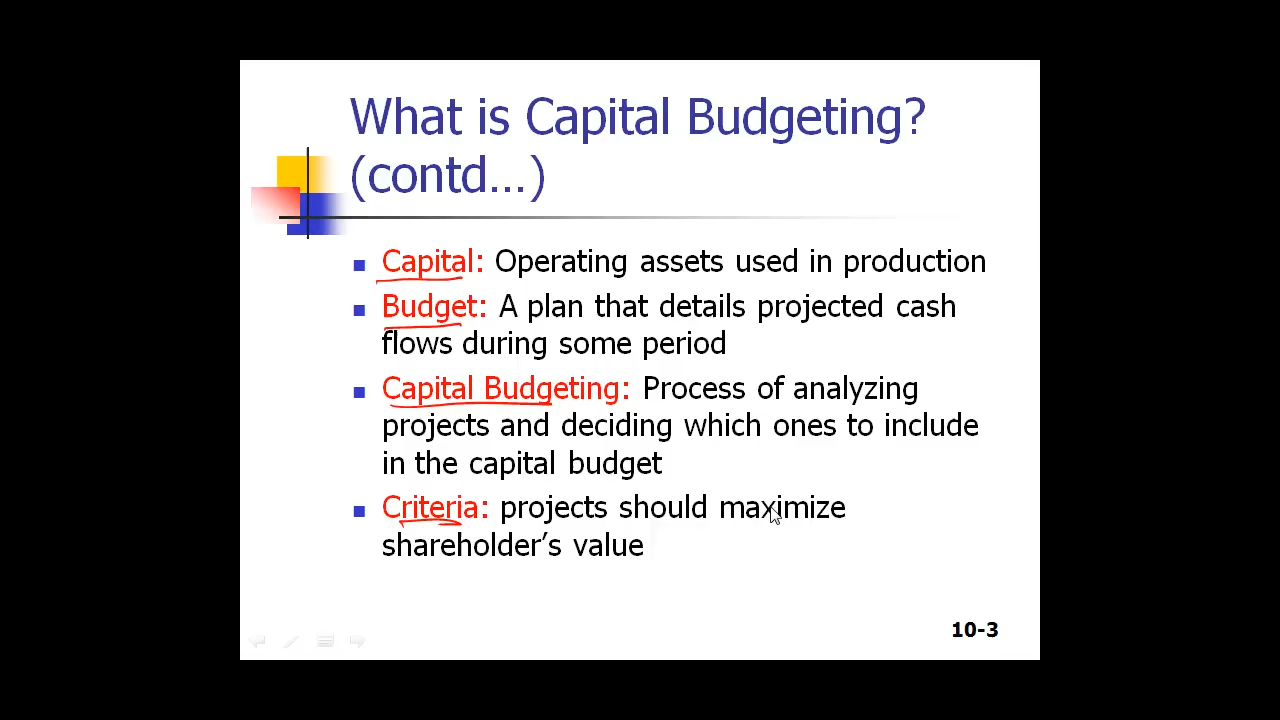 What is Capital Budgeting?
(contd…)
Capital: Operating assets used in production
Budget: A plan that details projected cash
flows during some period
Capital Budgeting: Process of analyzing
projects and deciding which ones to include
in the capital budget
Criteria: projects should maximize
shareholder’s value
10-3